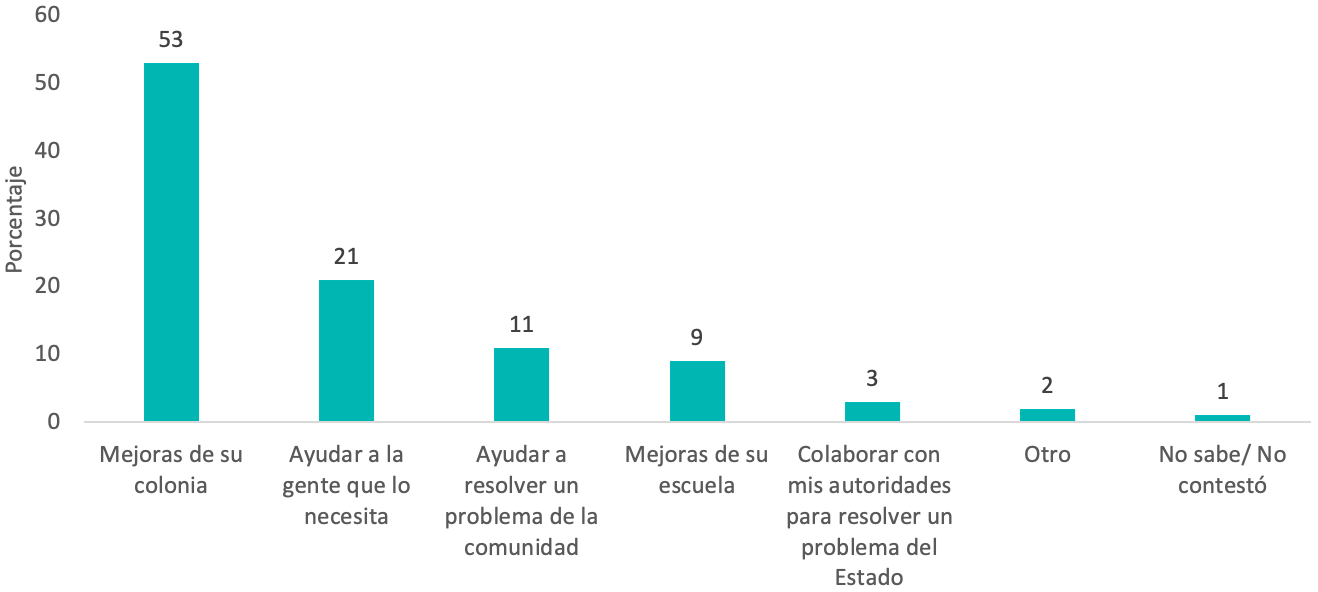 Porcentaje
60
50
40
30
20
10
0
53
21
11
9
3
2
1
Mejoras de su
colonia
Ayudar a la
gente que lo
necesita
Ayudar a
resolver un
problema de la
comunidad
Mejoras de su
escuela
Colaborar con
mis autoridades
para resolver un
problema del
Estado
Otro
No sabe/ No
contestó